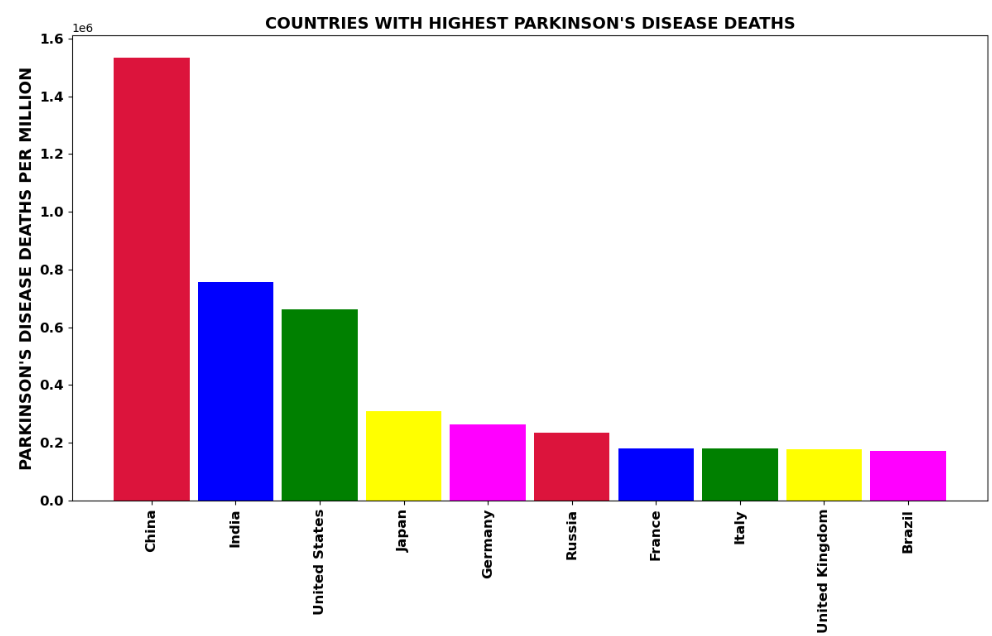 COUNTRIES WITH HIGHEST PARKINSON'S DISEASE DEATHS
1e6
PARKINSON'S DISEASE DEATHS PER MILLION
1.6
1.4
1.2
1.0
0.8
0.6
0.4
0.2
0.0
China
India
United States
Japan
Germany
Russia
France
Italy
United Kingdom
Brazil